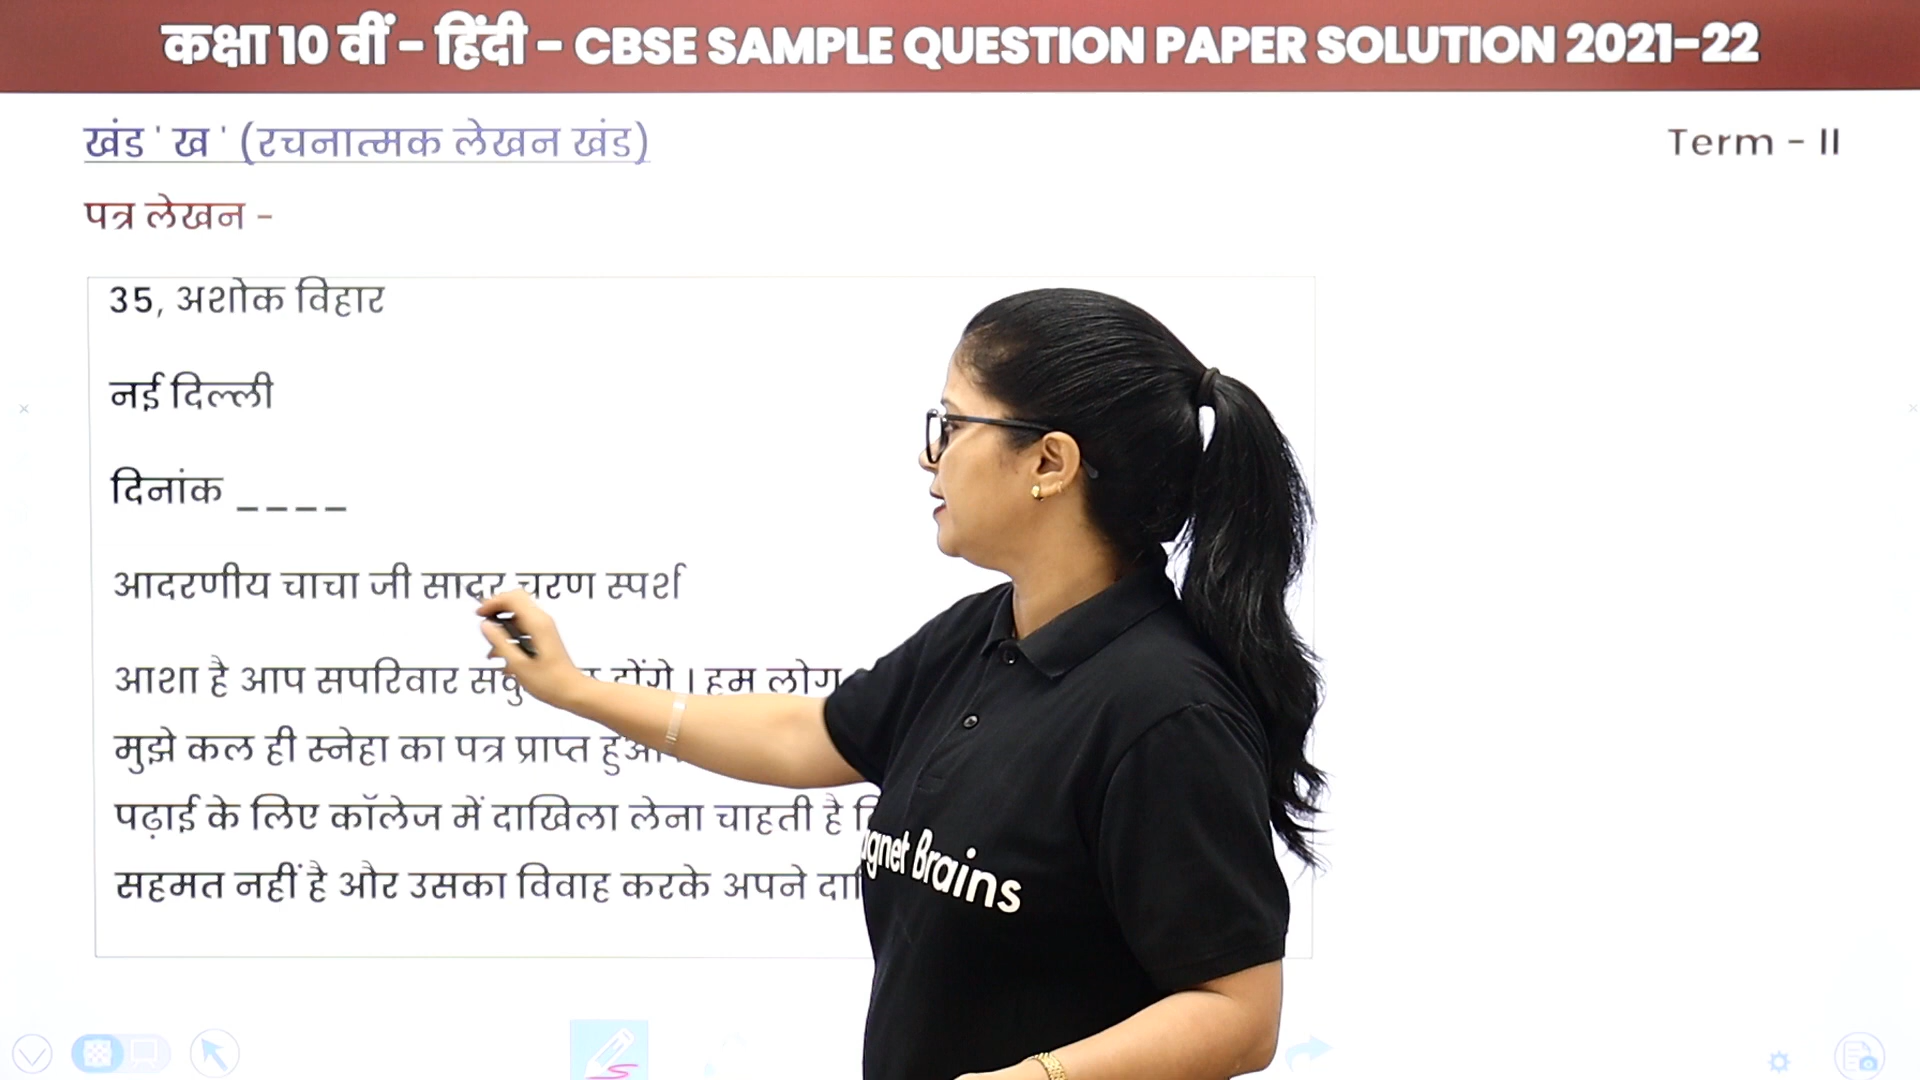 कक्षा 10 वीं - हिंदी - CBSE SAMPLE QUESTION PAPER SOLUTION 2021-22
खंड ' ख ' (रचनात्मक लेखन खंड)
Term - II
पत्र लेखन -
35, अशोक विहार
नई दिल्ली
दिनांक _ _ _ _
आदरणीय चाचा जी सादर चरण स्पर्श
आशा है आप सपरिवार होंगे । हम लोग
मुझे कल ही स्नेहा का पत्र प्राप्त हुआ
पढ़ाई के लिए कॉलेज में दाखिला लेना चाहती है
सहमत नहीं है और उसका विवाह करके अपने
Brains